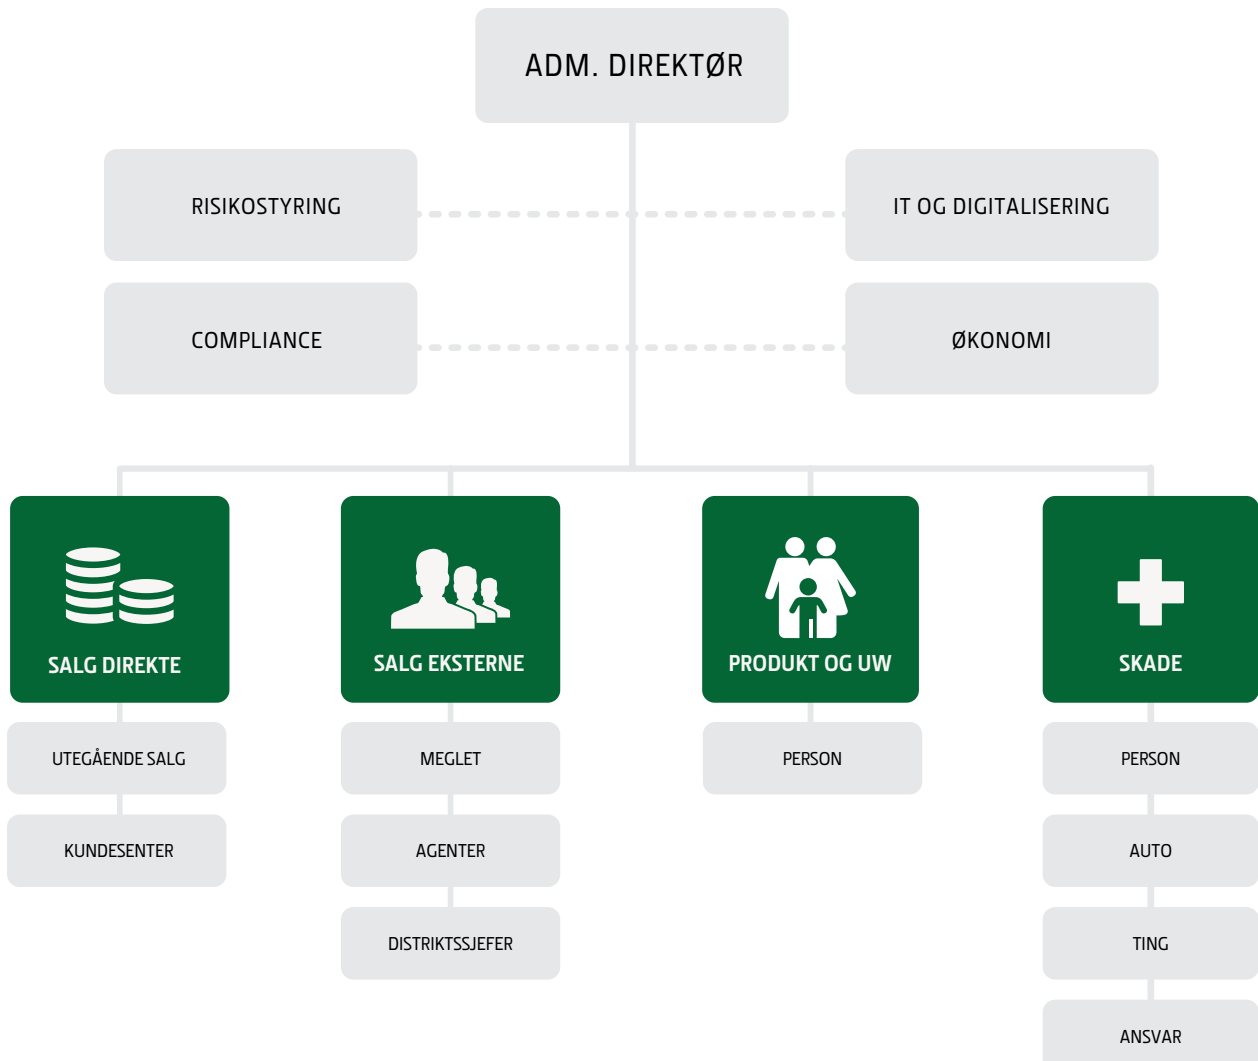 ADM. DIREKTØR
RISIKOSTYRING
IT OG DIGITALISERING
COMPLIANCE
ØKONOMI
SALG DIREKTE
SALG EKSTERNE
PRODUKT OG UW
SKADE
UTEGÅENDE SALG
MEGLET
PERSON
PERSON
KUNDESENTER
AGENTER
AUTO
DISTRIKTSSJEFER
TING
ANSVAR